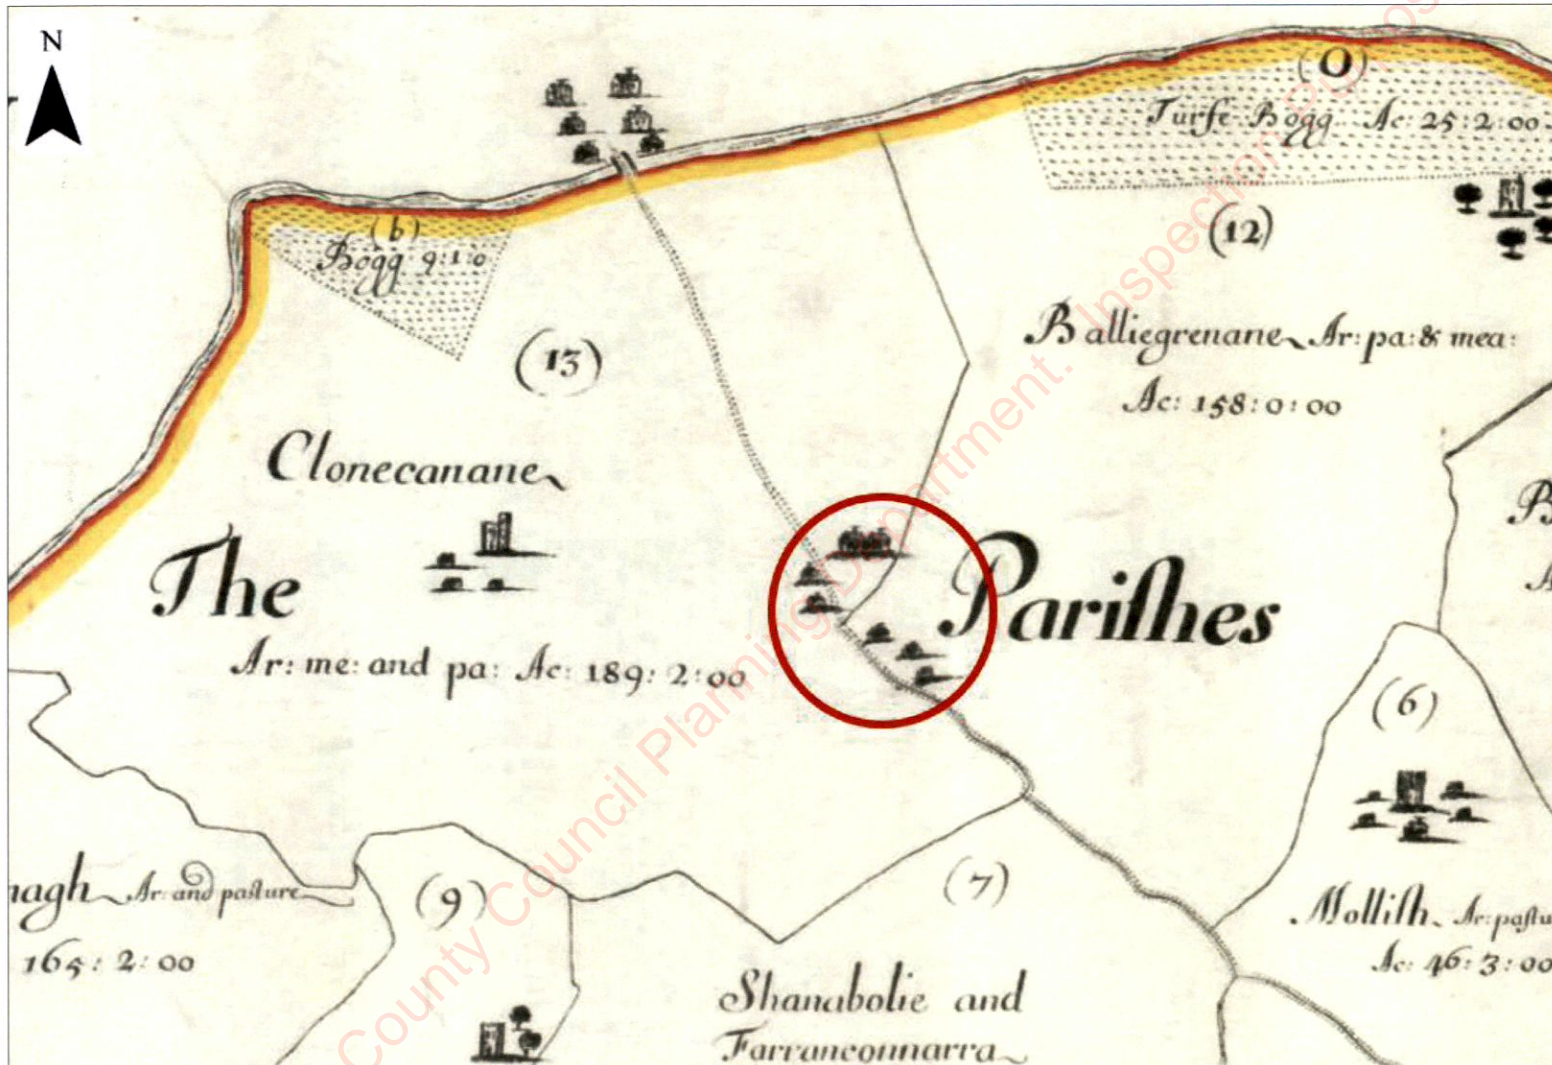 N
(O)
Turfe Bogg Ac: 25:2:00
(b)
Bogg 9:1:0
(12)
(13)
Balliegrenane Ar: pa: & mea:
Ac: 158:0:00
Clonecanane
The Pariſhes
Ar: me: and pa: Ac: 189:2:00
(6)
nagh Ar: and paſture
165:2:00
(9)
(7)
Molliſh Ar: paſtu
Ac: 46:3:00
Shanabolie and
Farranconnarra
County Council Planning Department. Inspection Purpos